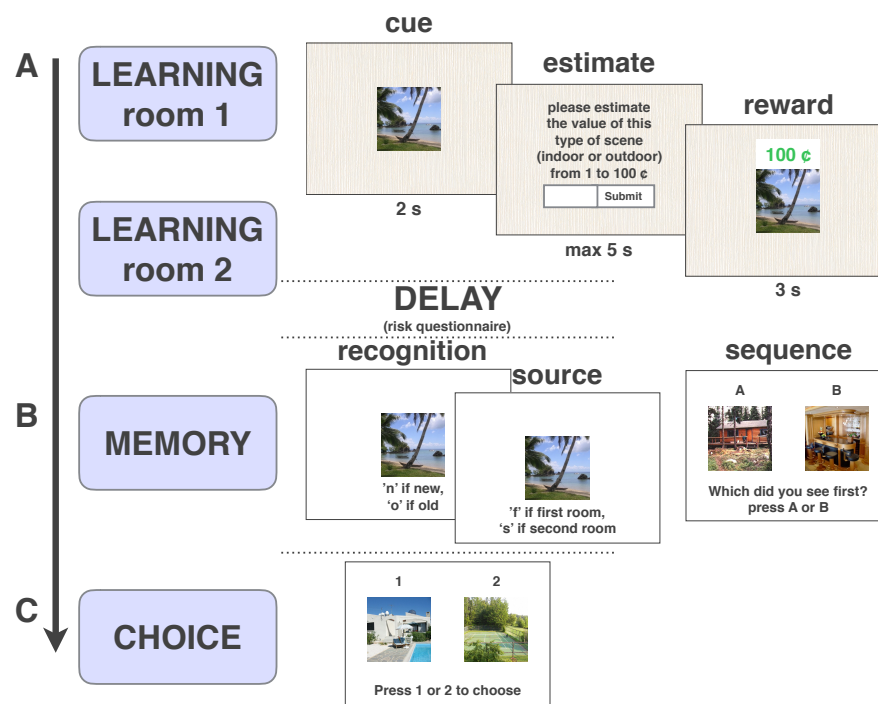 A
LEARNING
room 1
cue
2 s
estimate
please estimate
the value of this
type of scene
(indoor or outdoor)
from 1 to 100 ¢
Submit
max 5 s
reward
100 ¢
3 s
LEARNING
room 2
DELAY
(risk questionnaire)
B
MEMORY
recognition
'n' if new,
‘o’ if old
source
'f' if first room,
‘s’ if second room
sequence
A B
Which did you see first?
press A or B
C
CHOICE
1 2
Press 1 or 2 to choose